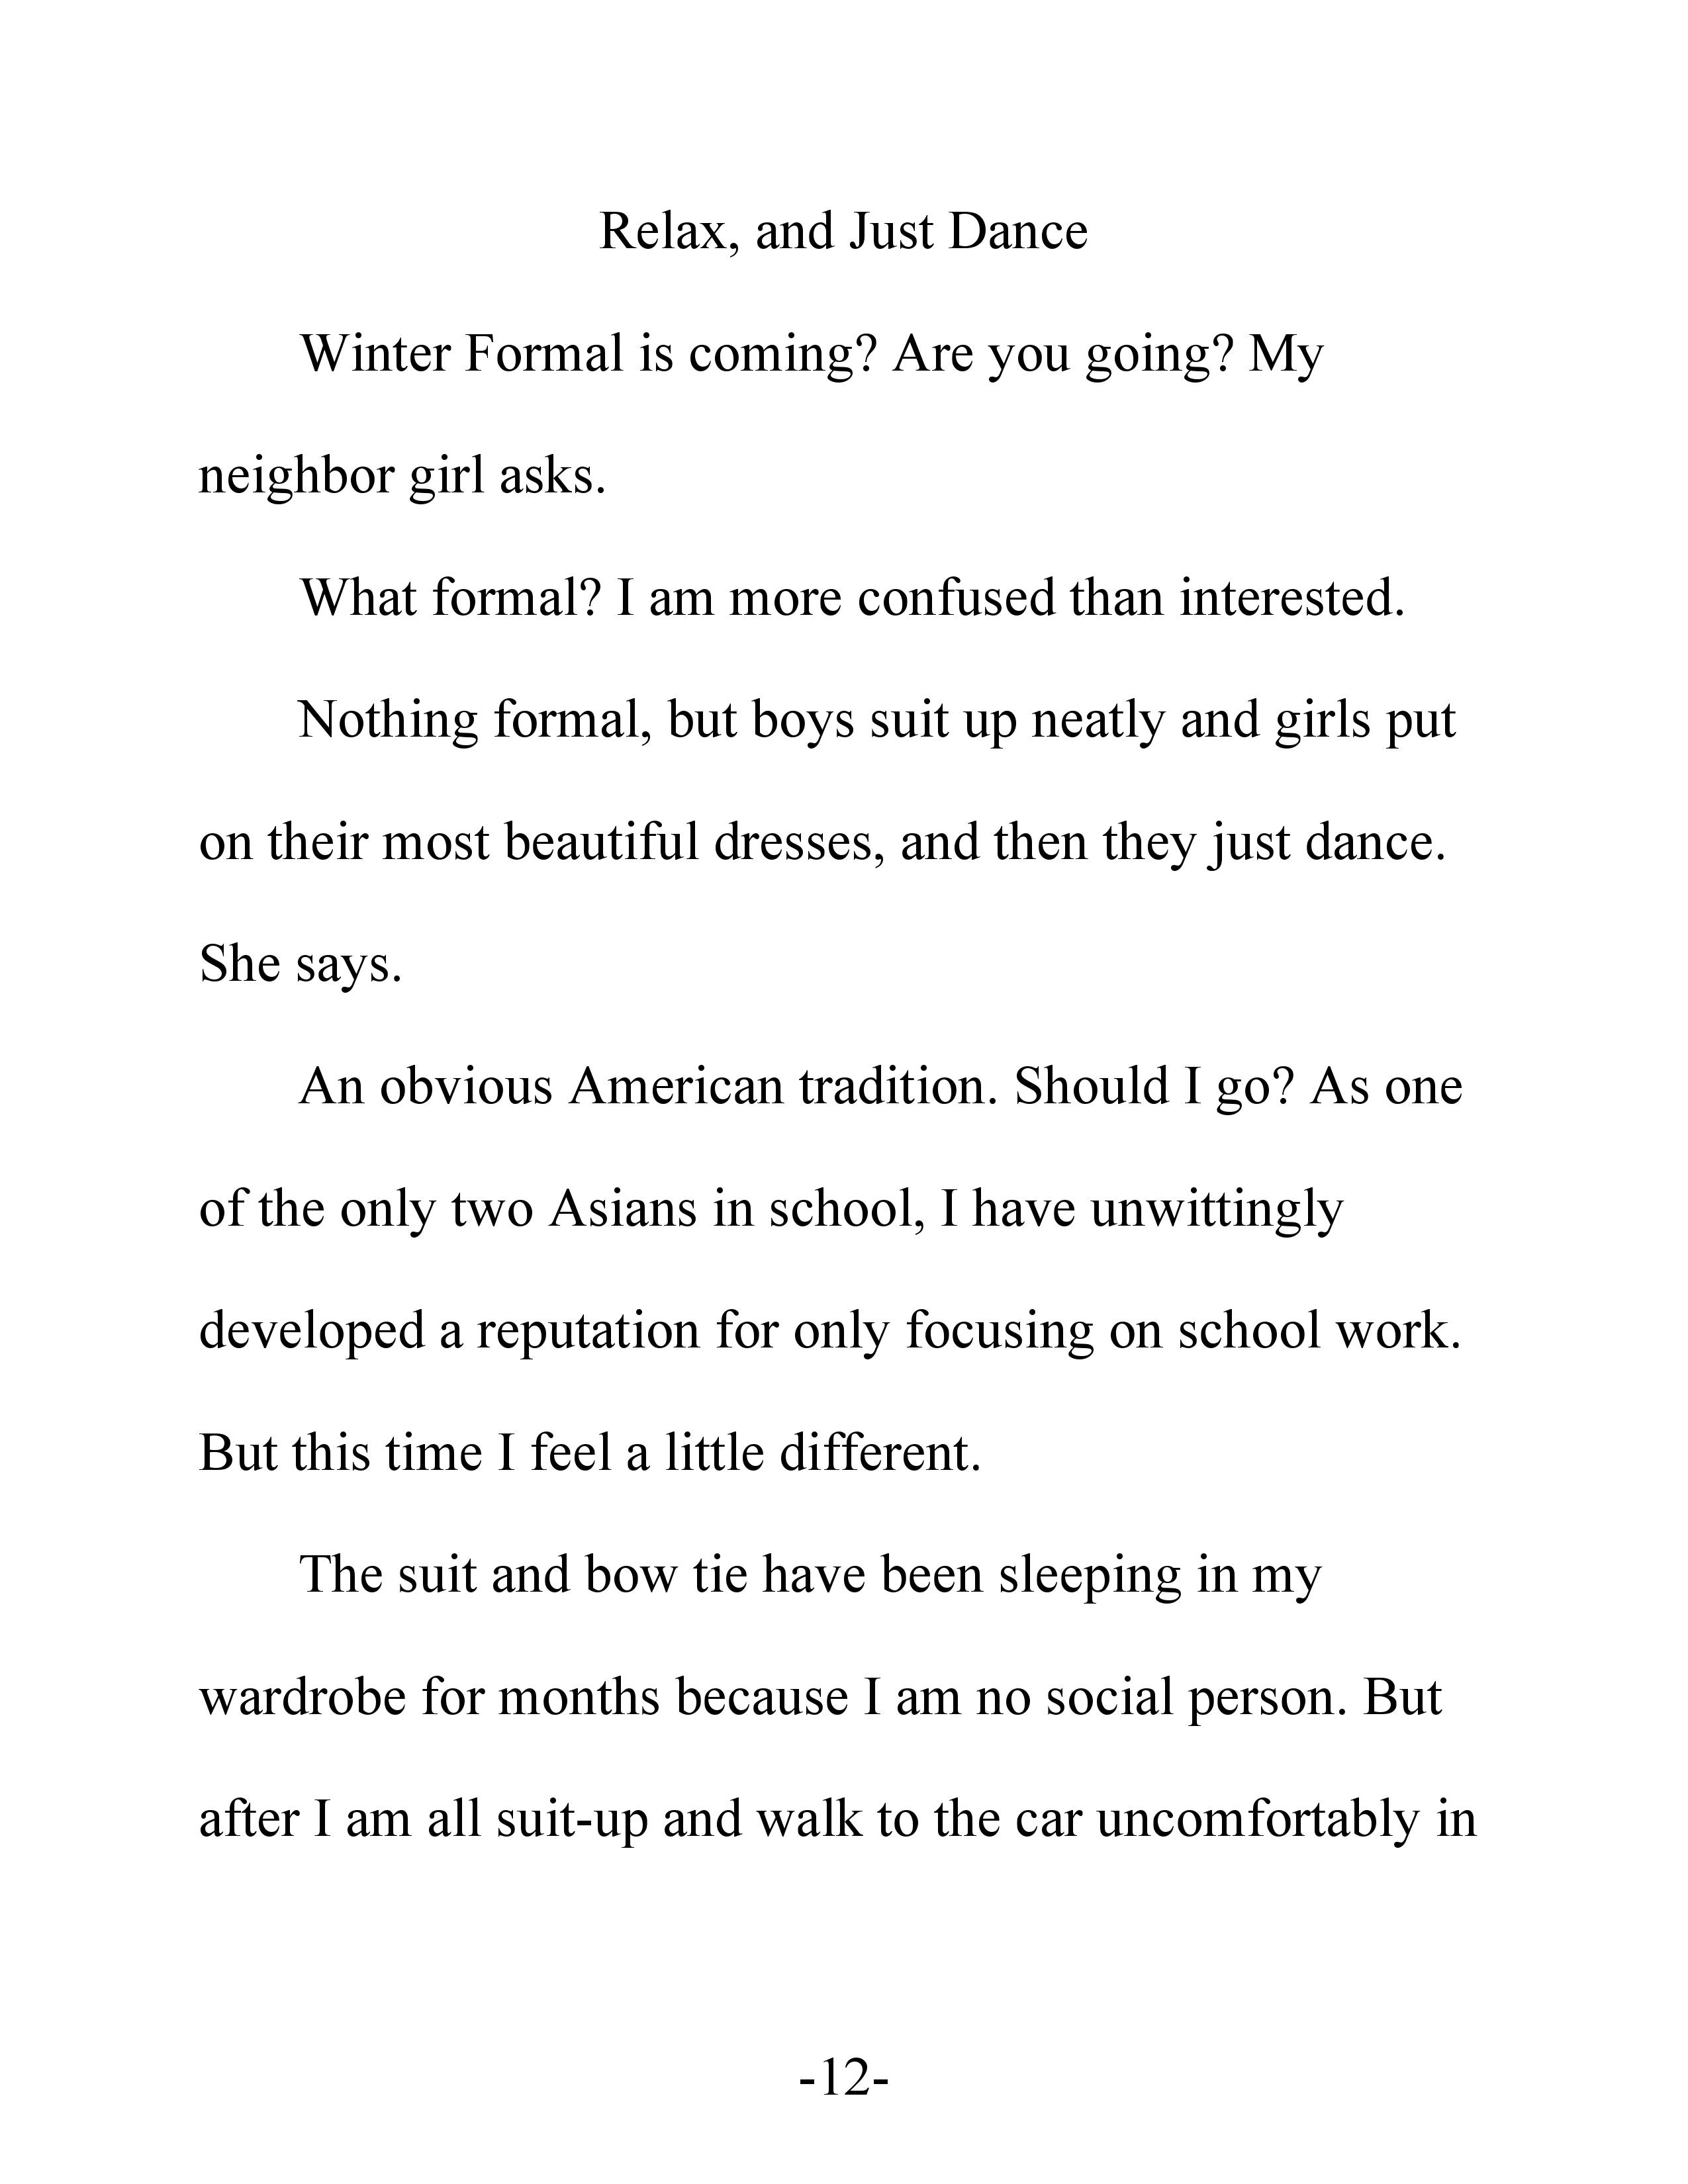 Relax, and Just Dance
Winter Formal is coming? Are you going? My
neighbor girl asks.
What formal? I am more confused than interested.
Nothing formal, but boys suit up neatly and girls put
on their most beautiful dresses, and then they just dance.
She says.
An obvious American tradition. Should I go? As one
of the only two Asians in school, I have unwittingly
developed a reputation for only focusing on school work.
But this time I feel a little different.
The suit and bow tie have been sleeping in my
wardrobe for months because I am no social person. But
after I am all suit-up and walk to the car uncomfortably in
-12-